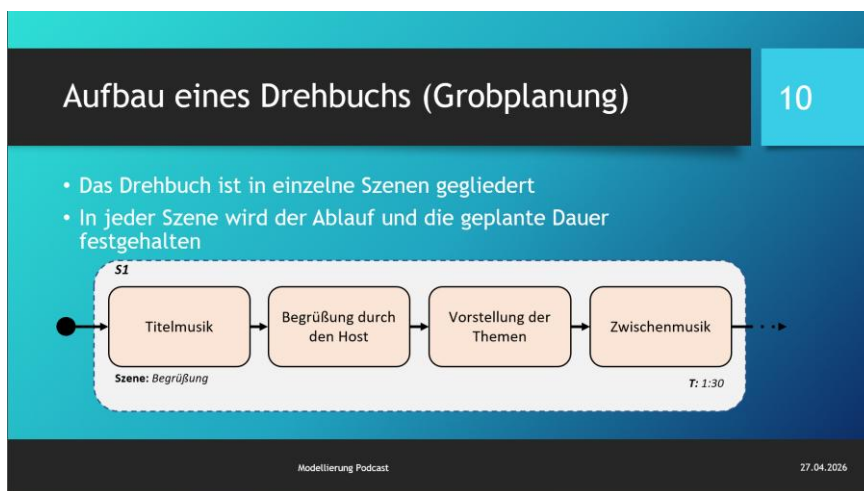 Aufbau eines Drehbuchs (Grobplanung)
10
• Das Drehbuch ist in einzelne Szenen gegliedert
• In jeder Szene wird der Ablauf und die geplante Dauer
festgehalten
S1
Titelmusik
Begrüßung durch
den Host
Vorstellung der
Themen
Zwischenmusik
Szene: Begrüßung
T: 1:30
Modellierung Podcast
27.04.2026